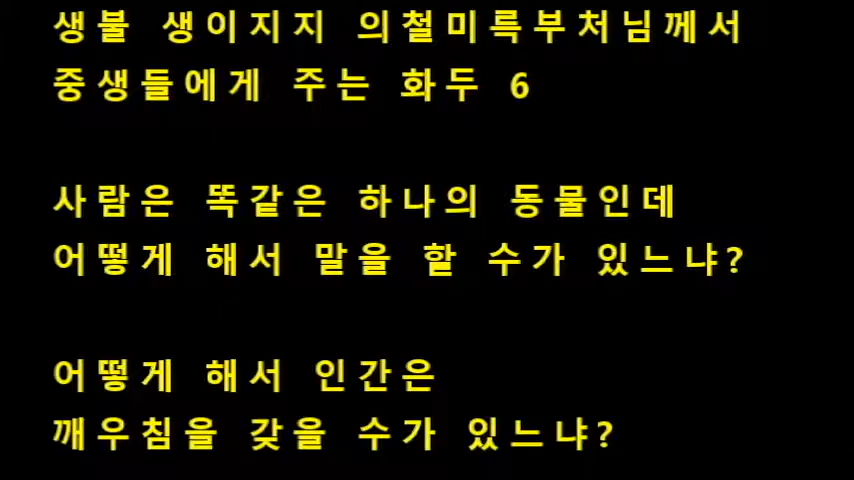 생불 생이지지 의철미륵부처님께서
중생들에게 주는 화두 6
사람은 똑같은 하나의 동물인데
어떻게 해서 말을 할 수가 있느냐?
어떻게 해서 인간은
깨우침을 갖을 수가 있느냐?